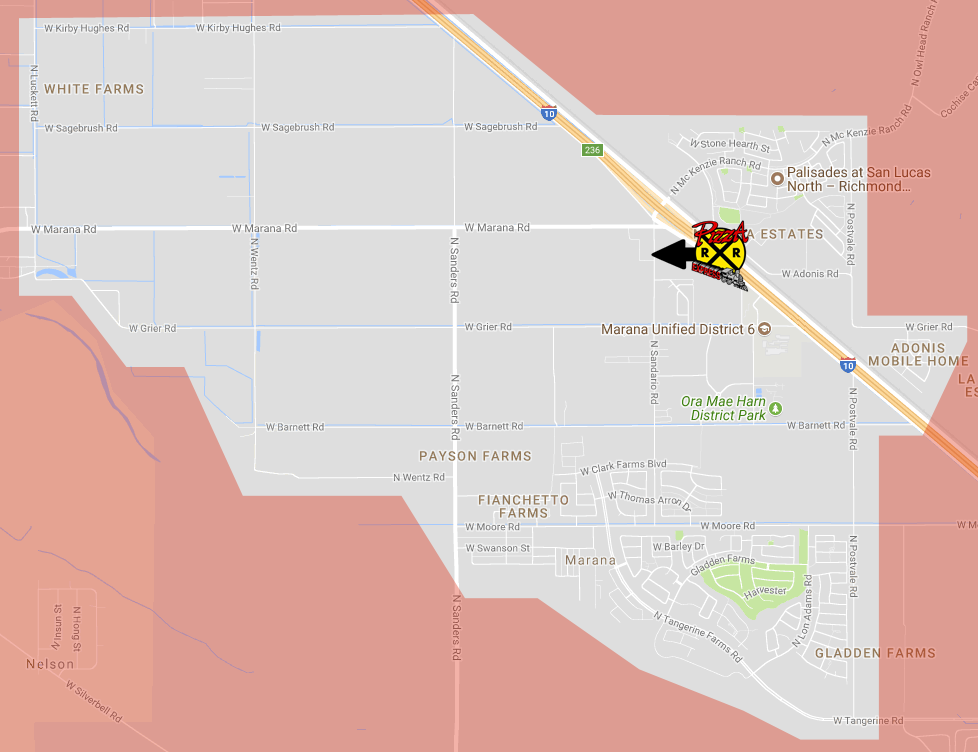 W Kirby Hughes Rd
W Kirby Hughes Rd
N Owl Head Ranch R
N Luckett Rd
WHITE FARMS
Cochise Ca
10
W Sagebrush Rd
W Sagebrush Rd
W Sagebrush Rd
236
N Mc Kenzie Ranch Rd
W Stone Hearth St
N Mc Kenzie Ranch Rd
Palisades at San Lucas
North – Richmond...
N Postvale Rd
W Marana Rd
W Marana Rd
W Marana Rd
PizzA
A ESTATES
R R
EXPRESS
N Wentz Rd
N Sanders Rd
W Adonis Rd
W Grier Rd
W Grier Rd
Marana Unified District 6
W Grier Rd
N Sandario Rd
ADONIS
MOBILE HOME
10
LA
ES
N Sanders Rd
Ora Mae Harn
District Park
N Postvale Rd
W Barnett Rd
W Barnett Rd
W Barnett Rd
PAYSON FARMS
N Wentz Rd
W Clark Farms Blvd
FIANCHETTO
FARMS
W Thomas Arron Dr
W Moore Rd
W Moore Rd
W M
W Swanson St
W Barley Dr
Marana
Gladden Farms
Harvester
N Postvale Rd
N Lon Adams Rd
N Sanders Rd
N Insun St
N Hong St
N Tangerine Farms Rd
GLADDEN FARMS
Nelson
W Silverbell Rd
W Tangerine Rd